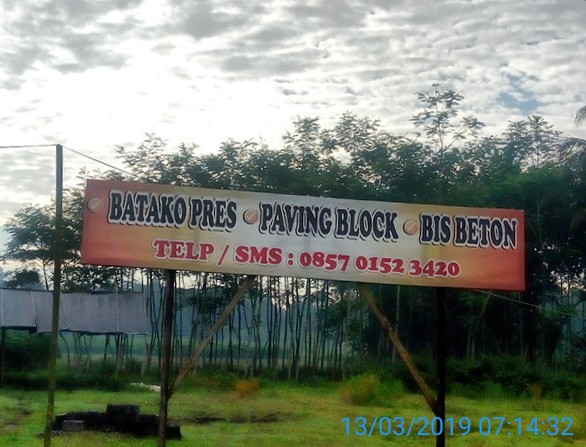 BATAKO PRES PAVING BLOCK BIS BETON
TELP / SMS : 0857 0152 3420
13/03/2019 07:14:32